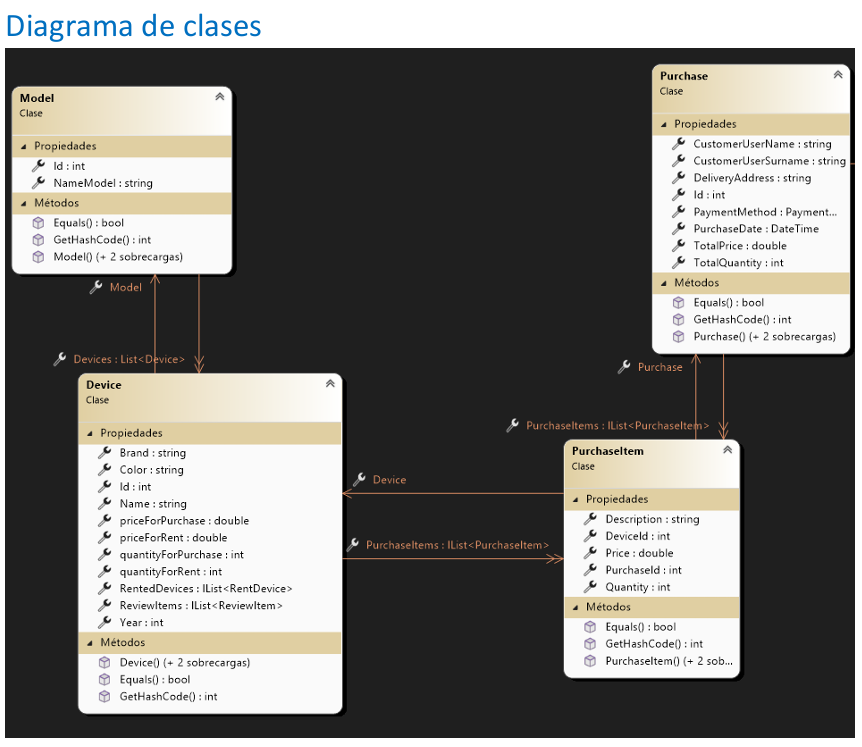 Diagrama de clases
Model
Clase
Propiedades
Id : int
NameModel : string
Métodos
Equals() : bool
GetHashCode() : int
Model() (+ 2 sobrecargas)
Model
Devices : List<Device>
Device
Clase
Propiedades
Brand : string
Color : string
Id : int
Name : string
priceForPurchase : double
priceForRent : double
quantityForPurchase : int
quantityForRent : int
RentedDevices : IList<RentDevice>
ReviewItems : IList<ReviewItem>
Year : int
Métodos
Device() (+ 2 sobrecargas)
Equals() : bool
GetHashCode() : int
Device
PurchaseItems : IList<PurchaseItem>
Purchase
Clase
Propiedades
CustomerUserName : string
CustomerUserSurname : string
DeliveryAddress : string
Id : int
PaymentMethod : Payment...
PurchaseDate : DateTime
TotalPrice : double
TotalQuantity : int
Métodos
Equals() : bool
GetHashCode() : int
Purchase() (+ 2 sobrecargas)
Purchase
PurchaseItems : IList<PurchaseItem>
PurchaseItem
Clase
Propiedades
Description : string
DeviceId : int
Price : double
PurchaseId : int
Quantity : int
Métodos
Equals() : bool
GetHashCode() : int
PurchaseItem() (+ 2 sob...